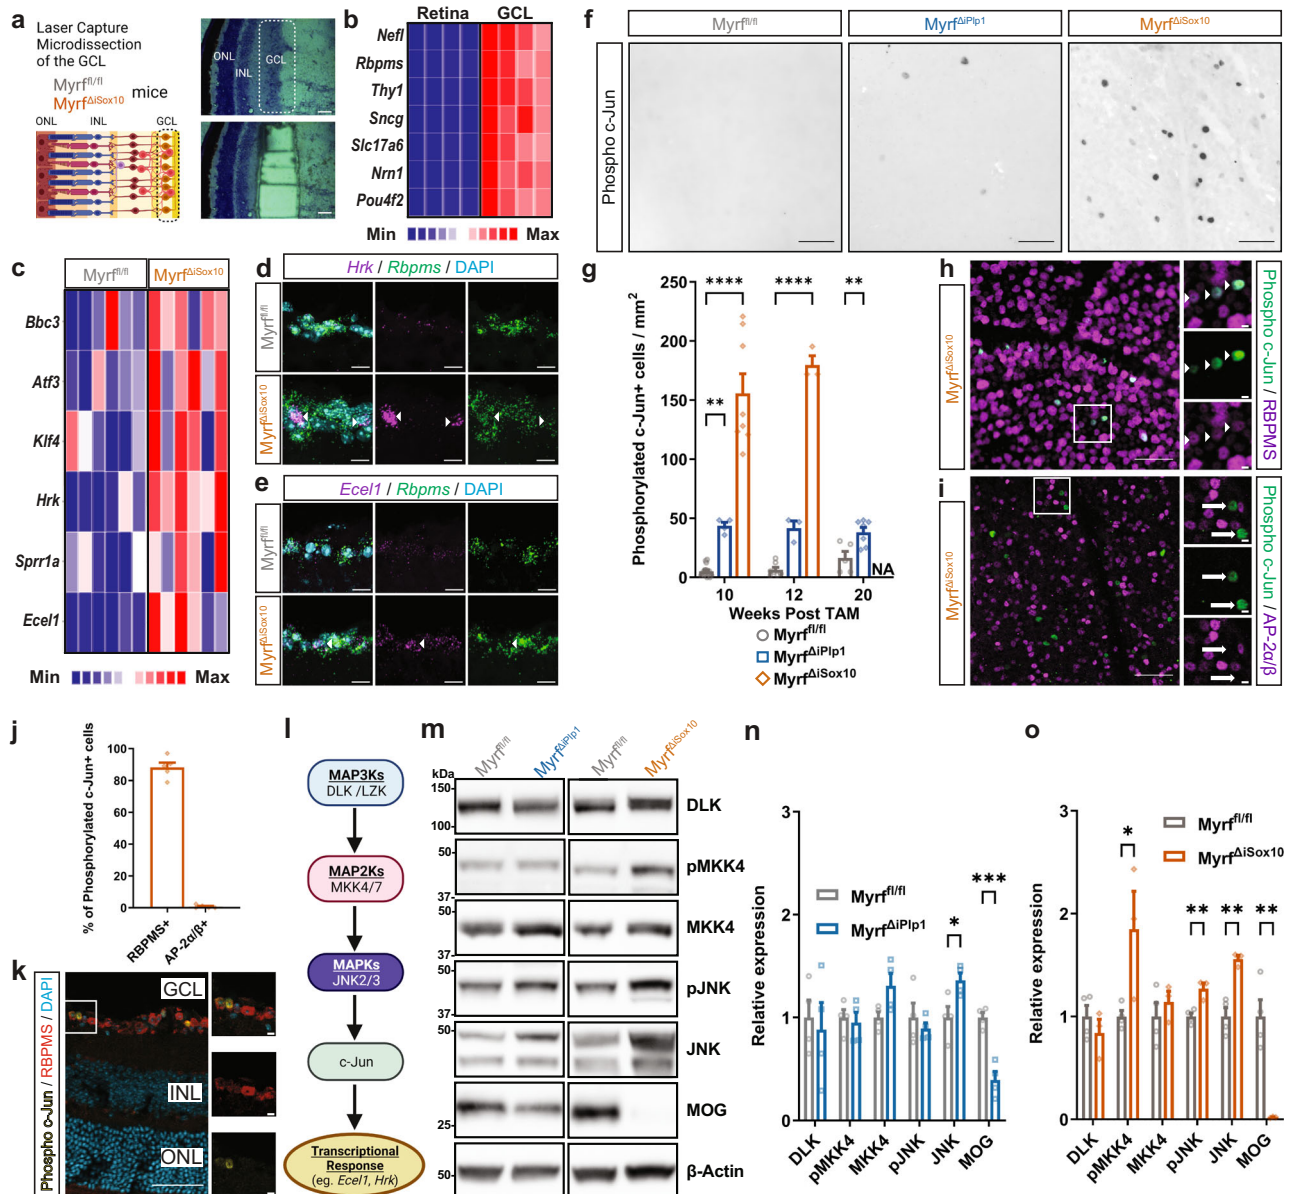 a
Laser Capture
Microdissection
of the GCL
Myrf^fl/fl
Myrf^ΔiSox10
mice
ONL INL GCL
ONL
INL
GCL
b
Retina GCL
Nefl
Rbpms
Thy1
Sncg
Slc17a6
Nrn1
Pou4f2
Min Max
c
Myrf^fl/fl Myrf^ΔiSox10
Bbc3
Atf3
Klf4
Hrk
Sprr1a
Ecel1
Min Max
d
Hrk / Rbpms / DAPI
Myrf^fl/fl
Myrf^ΔiSox10
e
Ecel1 / Rbpms / DAPI
Myrf^fl/fl
Myrf^ΔiSox10
f
Myrf^fl/fl Myrf^ΔiPlp1 Myrf^ΔiSox10
Phospho c-Jun
g
Phosphorylated c-Jun+ cells / mm²
250
200
150
100
50
0
**** **** **
**
NA
10 12 20
Weeks Post TAM
Myrf^fl/fl
Myrf^ΔiPlp1
Myrf^ΔiSox10
h
Myrf^ΔiSox10
Phospho c-Jun / RBPMS
i
Myrf^ΔiSox10
Phospho c-Jun / AP-2α/β
j
% of Phosphorylated c-Jun+ cells
100
80
60
40
20
0
RBPMS+
AP-2α/β+
k
Phospho c-Jun / RBPMS / DAPI
GCL
INL
ONL
l
MAP3Ks
DLK /LZK
MAP2Ks
MKK4/7
MAPKs
JNK2/3
c-Jun
Transcriptional
Response
(eg. Ecel1, Hrk)
m
Myrf^fl/fl Myrf^ΔiPlp1 Myrf^fl/fl Myrf^ΔiSox10
kDa
150
100
DLK
50
37
pMKK4
50
37
MKK4
50
37
pJNK
50
JNK
25
MOG
50
β-Actin
n
Relative expression
3
2
1
0
Myrf^fl/fl
Myrf^ΔiPlp1
***
*
DLK
pMKK4
MKK4
pJNK
JNK
MOG
o
Relative expression
3
2
1
0
Myrf^fl/fl
Myrf^ΔiSox10
*
** ** **
DLK
pMKK4
MKK4
pJNK
JNK
MOG